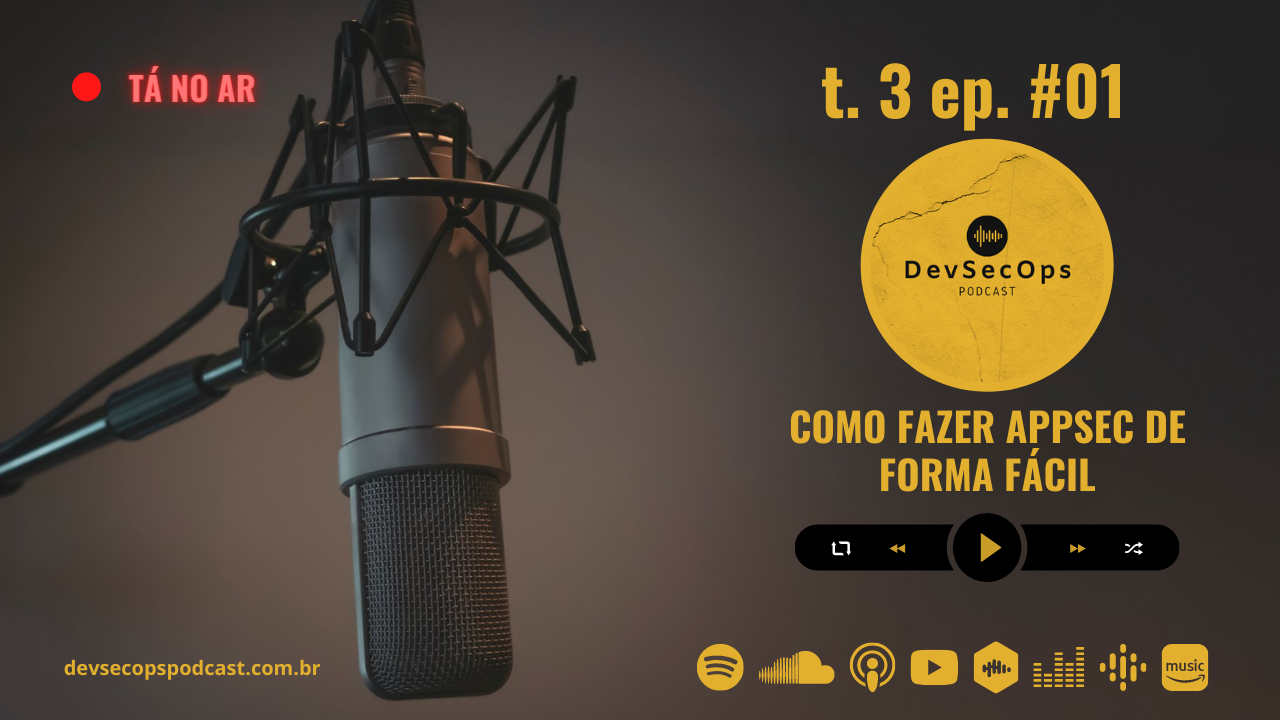 TÁ NO AR
t. 3 ep. #01
DevSecOps
PODCAST
COMO FAZER APPSEC DE
FORMA FÁCIL
devsecopspodcast.com.br
music